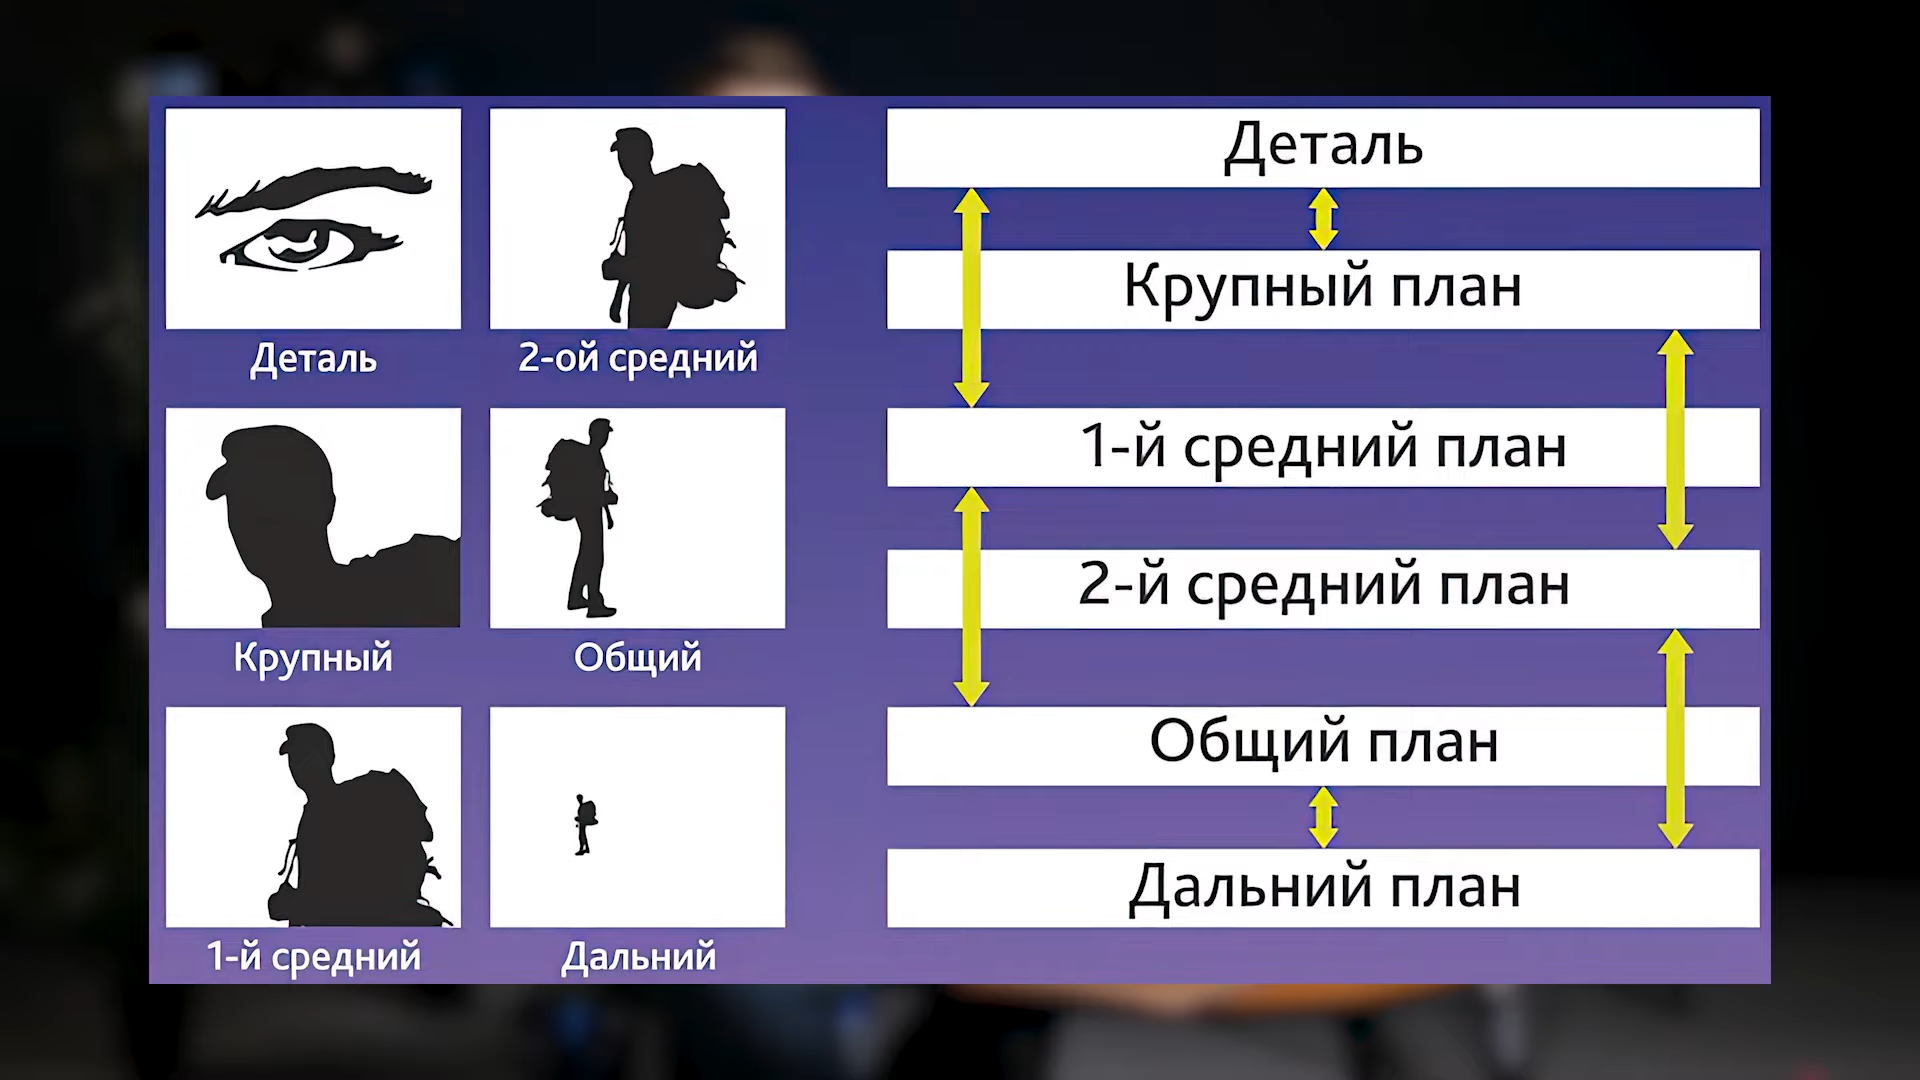 Деталь
2-ой средний
Крупный
Общий
1-й средний
Дальний
Деталь
Крупный план
1-й средний план
2-й средний план
Общий план
Дальний план